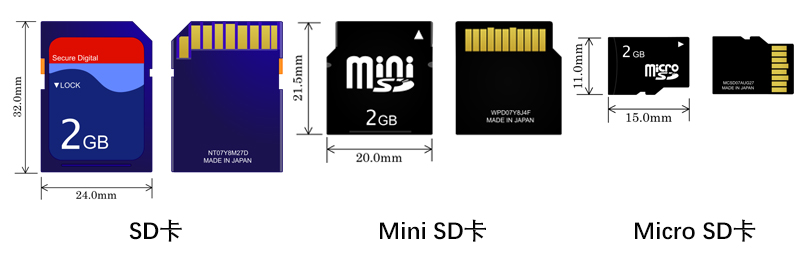 32.0mm
Secure Digital
▼LOCK
2GB
24.0mm
NT07Y8M27D
MADE IN JAPAN
SD卡
21.5mm
mini
SD
2GB
20.0mm
WPD07Y8J4F
MADE IN JAPAN
Mini SD卡
11.0mm
2GB
micro
SD
15.0mm
MCSD07AUG27
MADE IN JAPAN
Micro SD卡